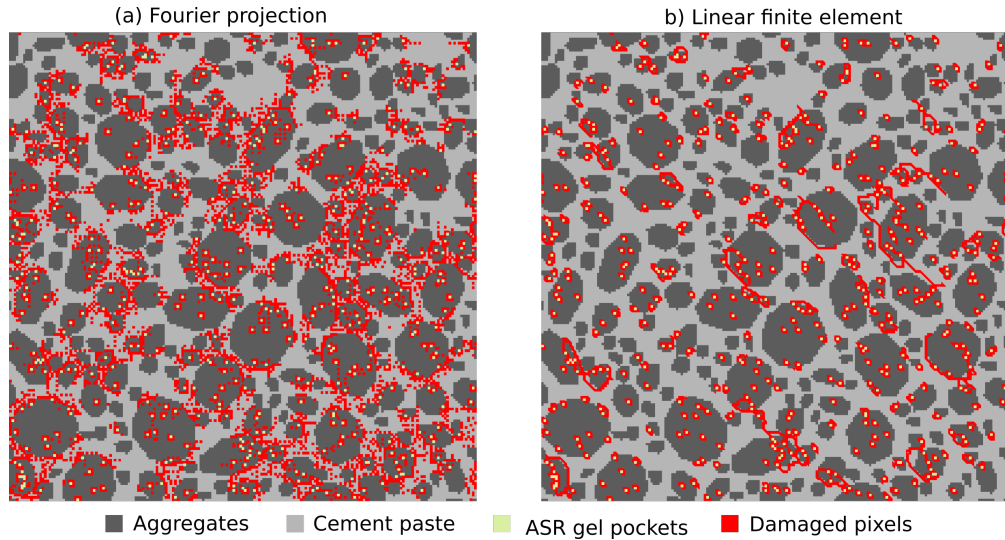 (a) Fourier projection
b) Linear finite element
Aggregates
Cement paste
ASR gel pockets
Damaged pixels